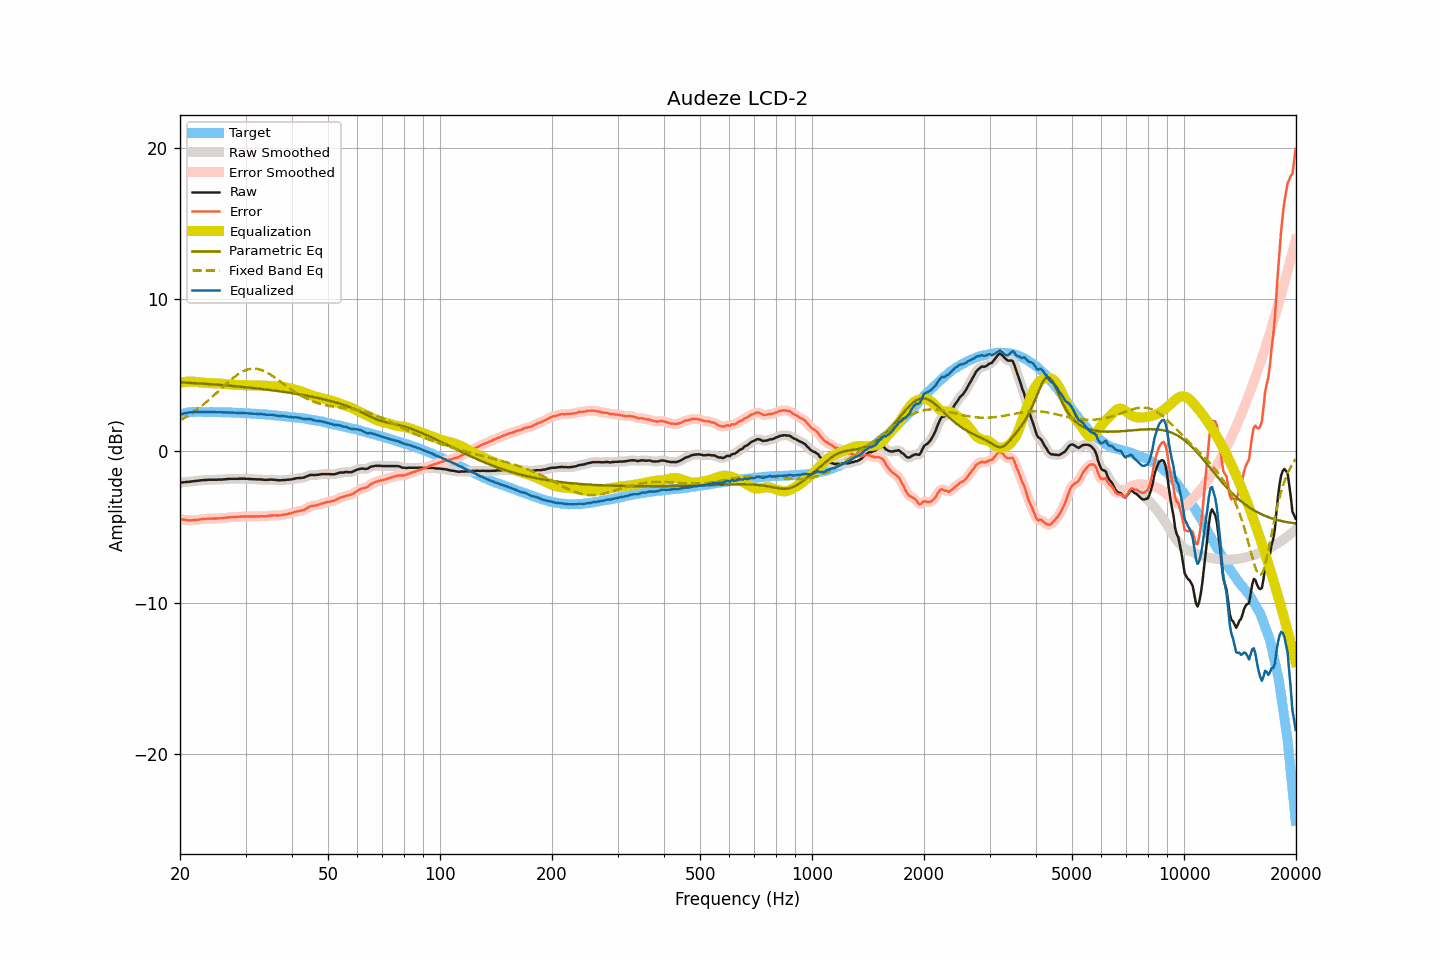 Audeze LCD-2
Target
Raw Smoothed
Error Smoothed
Raw
Error
Equalization
Parametric Eq
Fixed Band Eq
Equalized
20
10
0
−10
−20
Amplitude (dBr)
20 50 100 200 500 1000 2000 5000 10000 20000
Frequency (Hz)